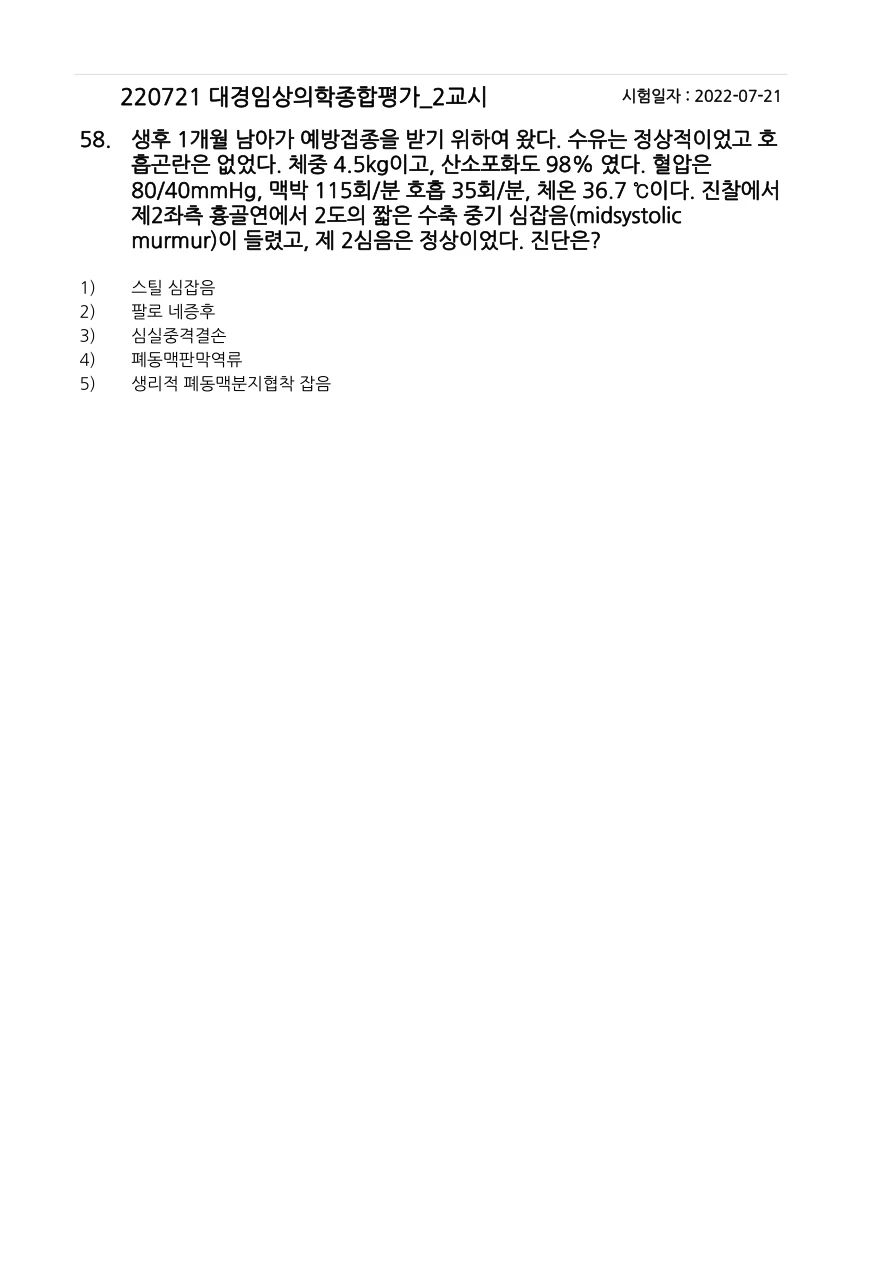 220721 대경임상의학종합평가_2교시 시험일자 : 2022-07-21
58. 생후 1개월 남아가 예방접종을 받기 위하여 왔다. 수유는 정상적이었고 호
흡곤란은 없었다. 체중 4.5kg이고, 산소포화도 98% 였다. 혈압은
80/40mmHg, 맥박 115회/분 호흡 35회/분, 체온 36.7 ℃이다. 진찰에서
제2좌측 흉골연에서 2도의 짧은 수축 중기 심잡음(midsystolic
murmur)이 들렸고, 제 2심음은 정상이었다. 진단은?
1) 스틸 심잡음
2) 팔로 네증후
3) 심실중격결손
4) 폐동맥판막역류
5) 생리적 폐동맥분지협착 잡음